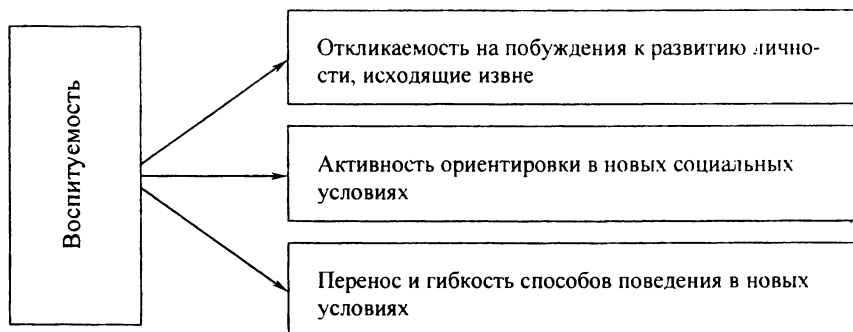 Воспитуемость
Откликаемость на побуждения к развитию лично-
сти, исходящие извне
Активность ориентировки в новых социальных
условиях
Перенос и гибкость способов поведения в новых
условиях